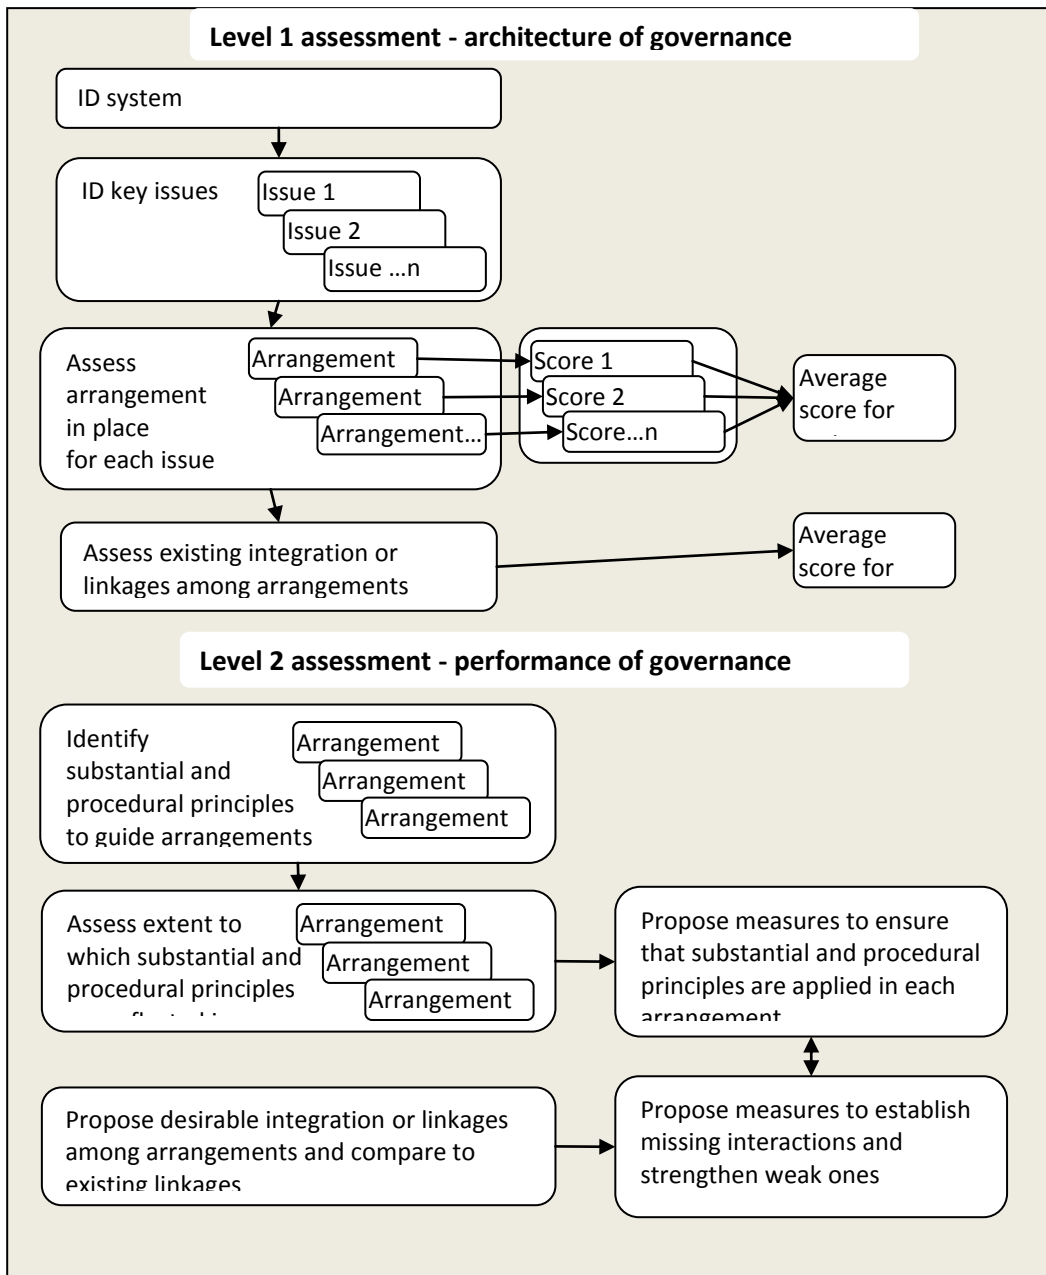 Level 1 assessment - architecture of governance
ID system
ID key issues
Issue 1
Issue 2
Issue ...n
Assess
arrangement
in place
for each issue
Arrangement
Arrangement
Arrangement...
Score 1
Score 2
Score...n
Average
score for
Assess existing integration or
linkages among arrangements
Average
score for
Level 2 assessment - performance of governance
Identify
substantial and
procedural principles
to guide arrangements
Arrangement
Arrangement
Arrangement
Assess extent to
which substantial and
procedural principles
Arrangement
Arrangement
Arrangement
Propose measures to ensure
that substantial and procedural
principles are applied in each
arrangement
Propose desirable integration or linkages
among arrangements and compare to
existing linkages
Propose measures to establish
missing interactions and
strengthen weak ones